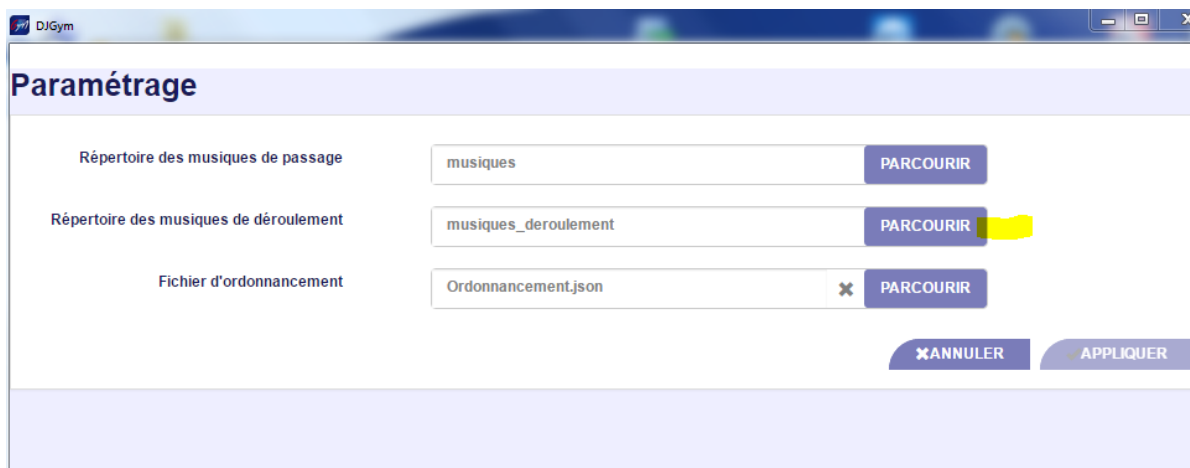 DJGym
Paramétrage
Répertoire des musiques de passage musiques PARCOURIR
Répertoire des musiques de déroulement musiques_deroulement PARCOURIR
Fichier d'ordonnancement Ordonnancement.json PARCOURIR
ANNULER APPLIQUER